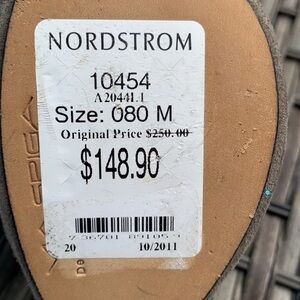 NORDSTROM
10454
A20441.1
Size: 080 M
Original Price $250.00
$148.90
20 10/2011